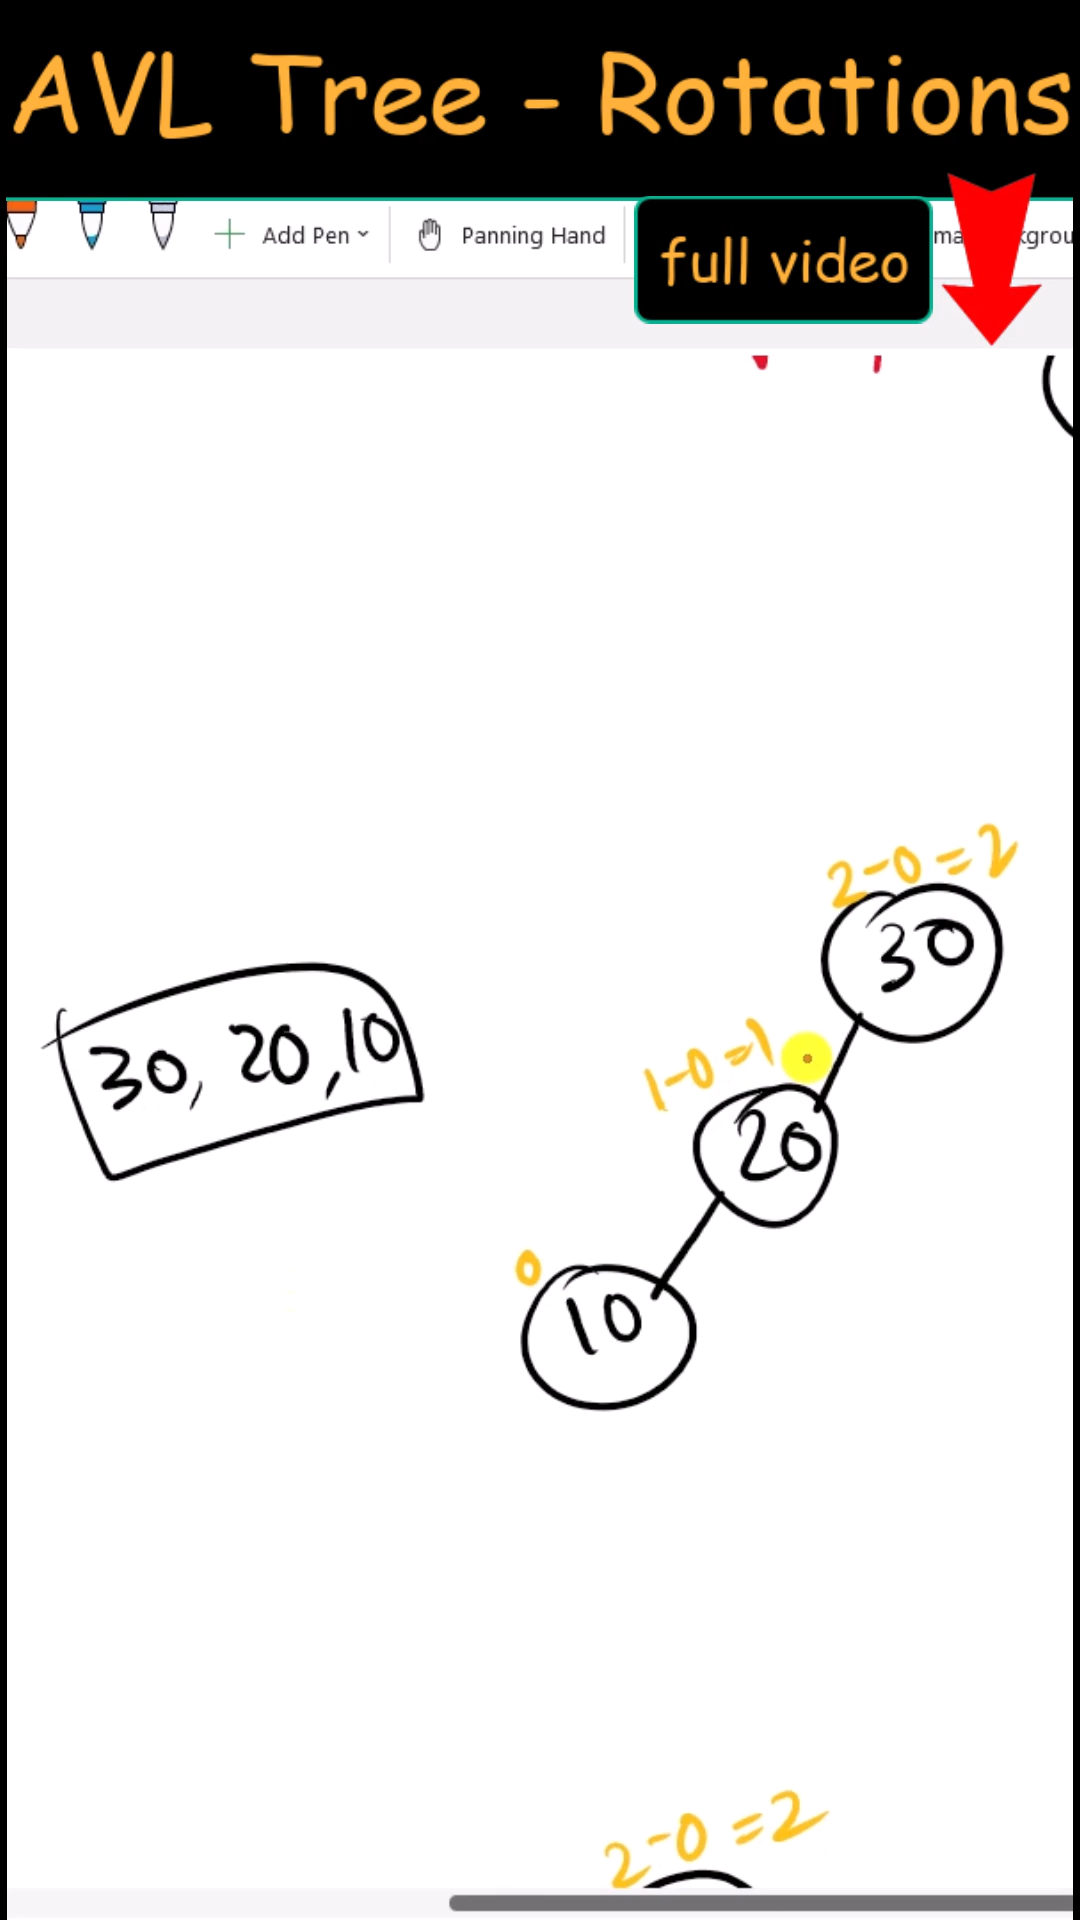 AVL Tree - Rotations
Add Pen
Panning Hand
full video
2-0=2
30
30, 20, 10
1-0=1
20
0
10
2-0=2